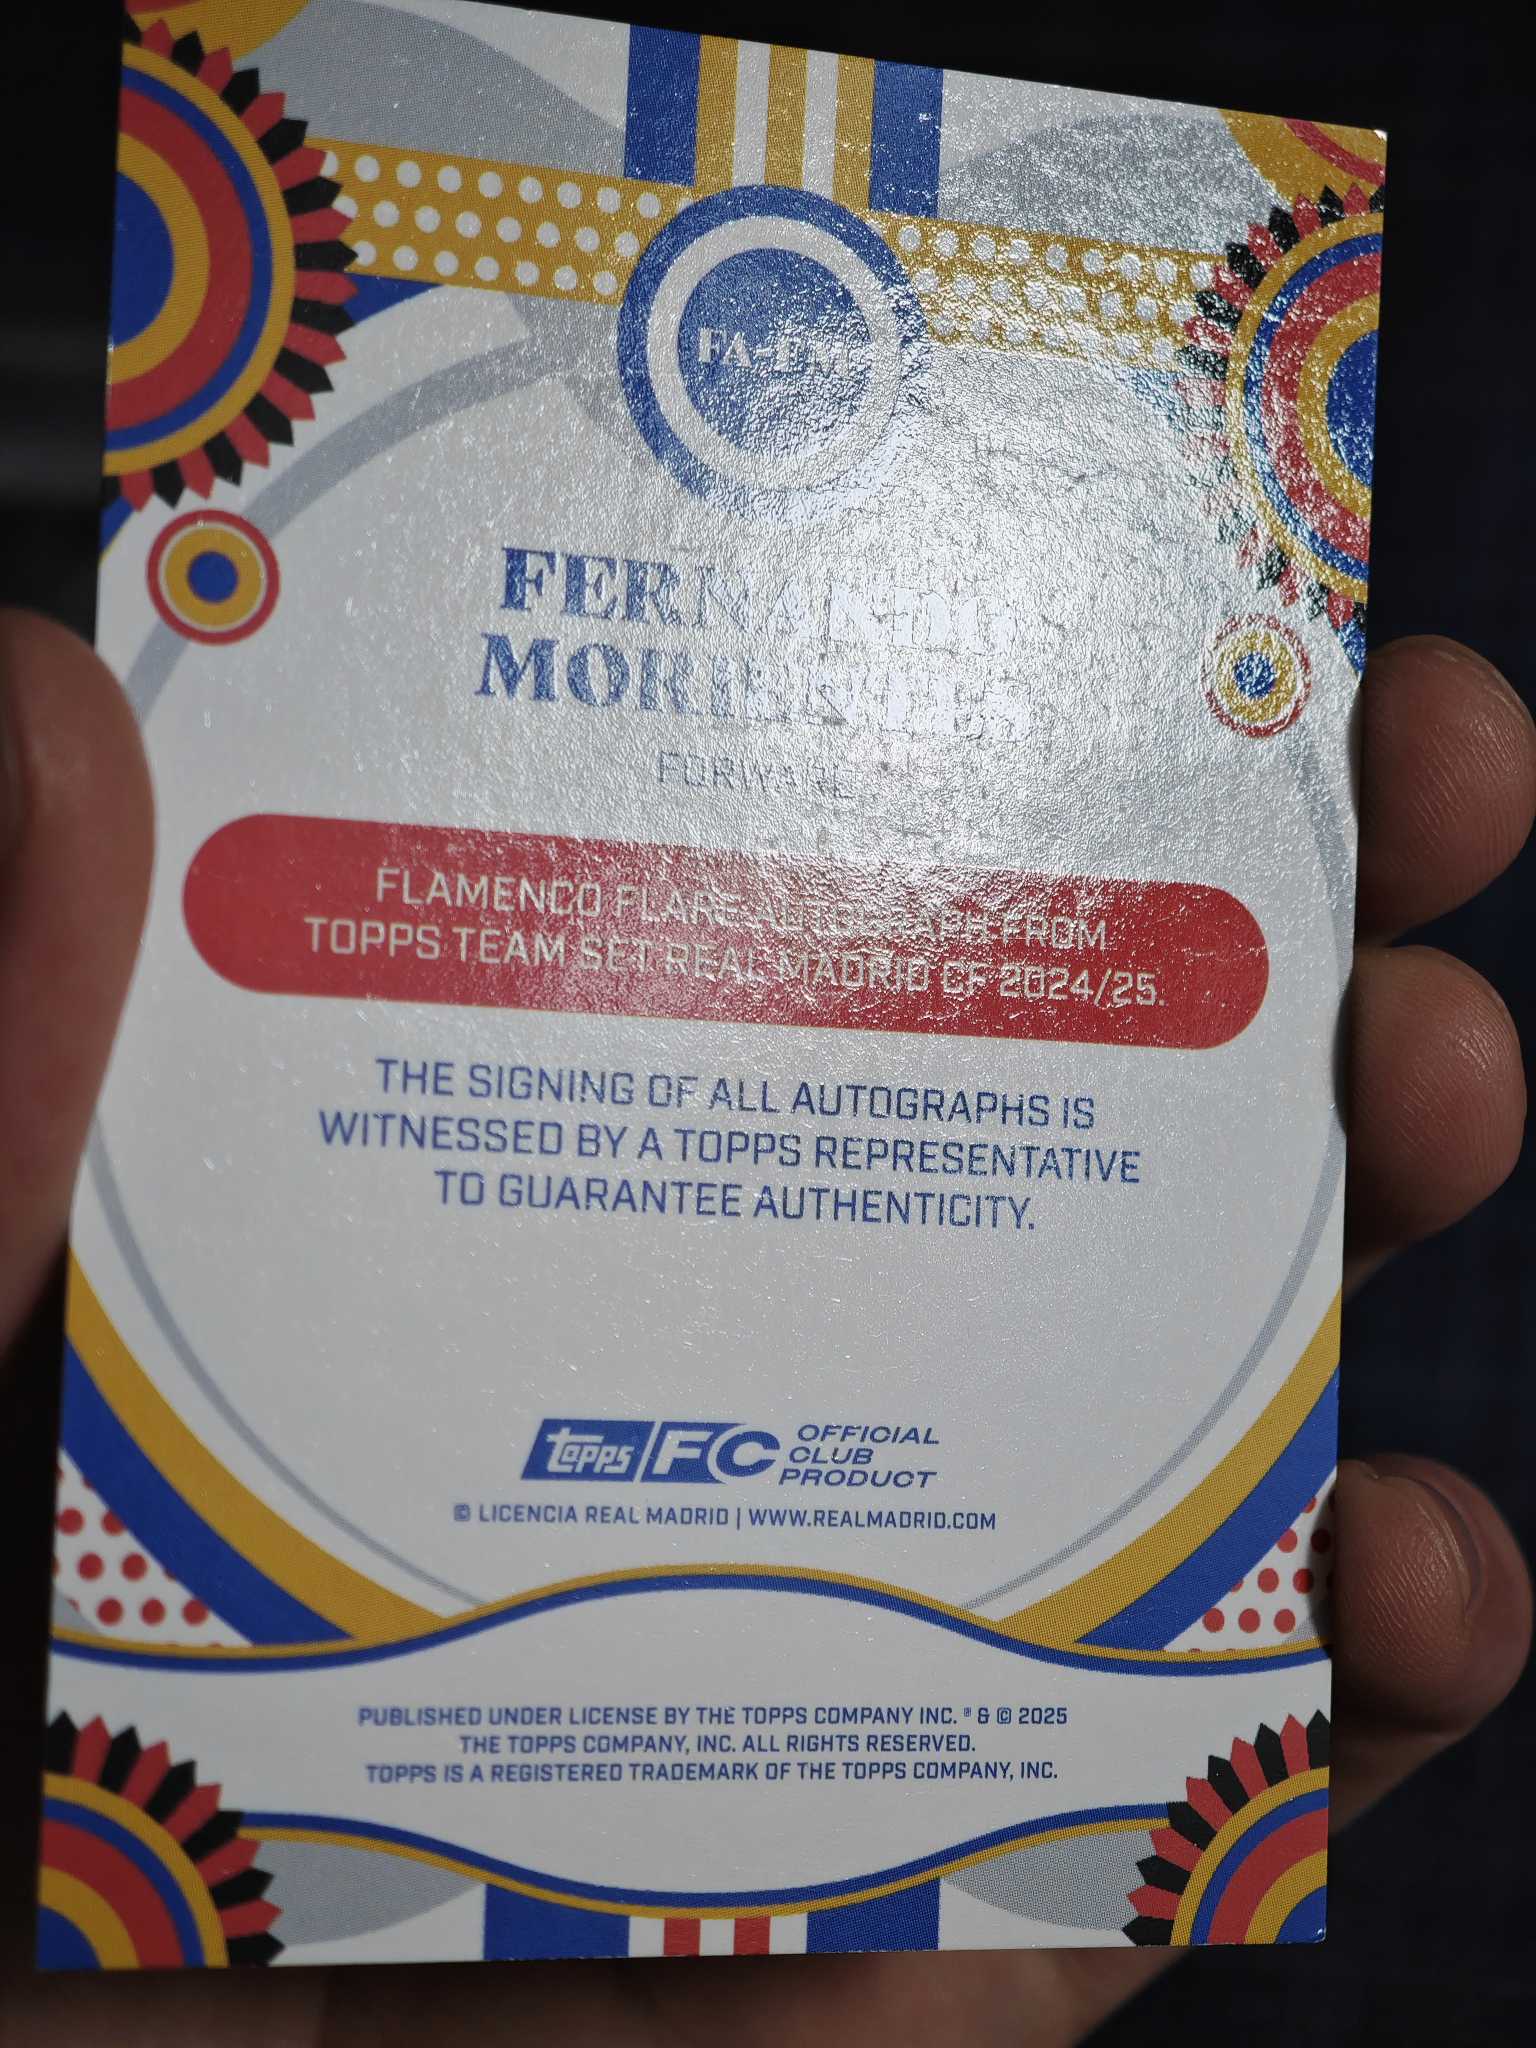 FA-FM
FERNANDO
MORIENTES
FORWARD
FLAMENCO FLARE AUTOGRAPH FROM
TOPPS TEAM SET REAL MADRID CF 2024/25.
THE SIGNING OF ALL AUTOGRAPHS IS
WITNESSED BY A TOPPS REPRESENTATIVE
TO GUARANTEE AUTHENTICITY.
topps FC OFFICIAL
CLUB
PRODUCT
© LICENCIA REAL MADRID | WWW.REALMADRID.COM
PUBLISHED UNDER LICENSE BY THE TOPPS COMPANY INC. ® & © 2025
THE TOPPS COMPANY, INC. ALL RIGHTS RESERVED.
TOPPS IS A REGISTERED TRADEMARK OF THE TOPPS COMPANY, INC.